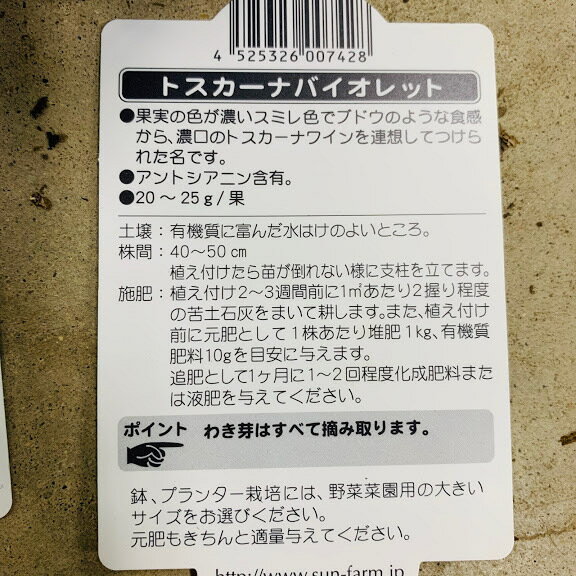 4 525326 007428
トスカーナバイオレット
●果実の色が濃いスミレ色でブドウのような食感
から、濃口のトスカーナワインを連想してつけら
れた名です。
●アントシアニン含有。
●20～25g/果
土壌：有機質に富んだ水はけのよいところ。
株間：40～50㎝
植え付けたら苗が倒れない様に支柱を立てます。
施肥：植え付け2～3週間前に1㎡あたり2握り程度
の苦土石灰をまいて耕します。また、植え付け
前に元肥として1株あたり堆肥1kg、有機質
肥料10gを目安に与えます。
追肥として1ヶ月に1～2回程度化成肥料また
は液肥を与えてください。
ポイント わき芽はすべて摘み取ります。
鉢、プランター栽培には、野菜菜園用の大きい
サイズをお選びください。
元肥もきちんと適量与えてください。
http://www.sun-farm.jp